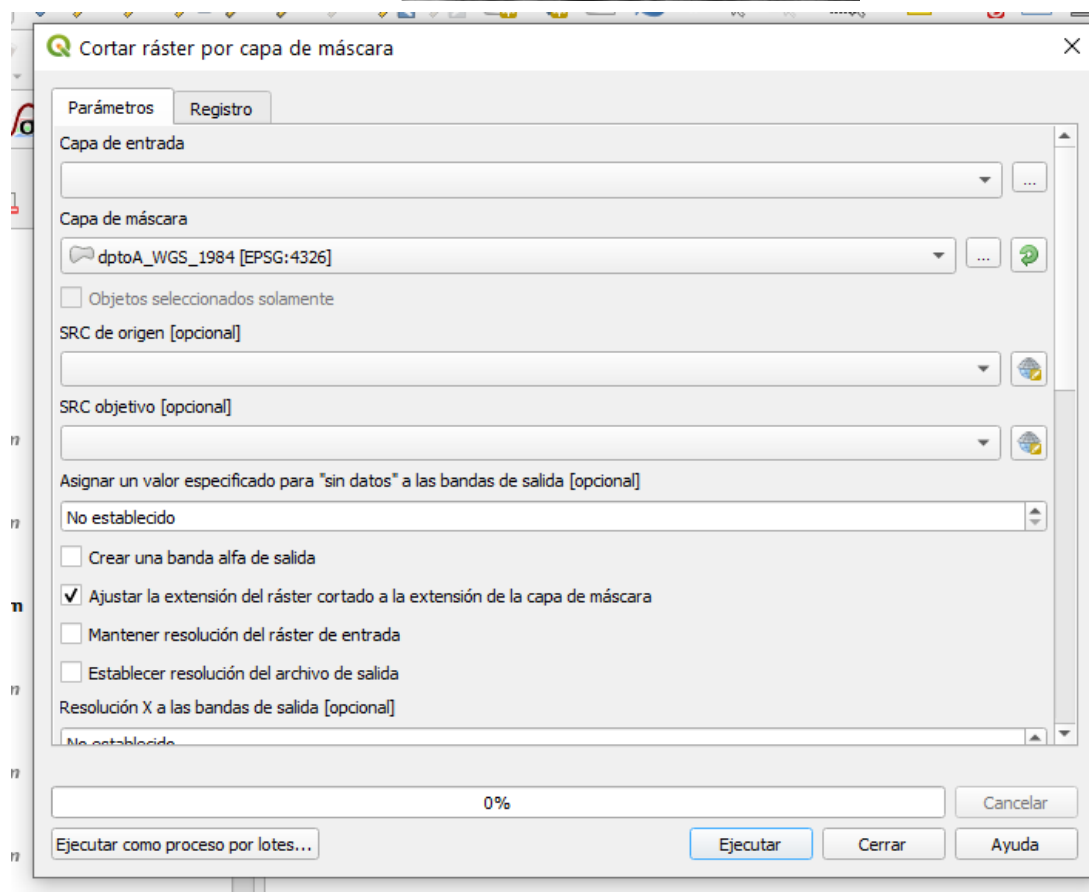 Cortar ráster por capa de máscara
Parámetros
Registro
Capa de entrada
...
Capa de máscara
dptoA_WGS_1984 [EPSG:4326]
...
Objetos seleccionados solamente
SRC de origen [opcional]
SRC objetivo [opcional]
Asignar un valor especificado para "sin datos" a las bandas de salida [opcional]
No establecido
Crear una banda alfa de salida
Ajustar la extensión del ráster cortado a la extensión de la capa de máscara
Mantener resolución del ráster de entrada
Establecer resolución del archivo de salida
Resolución X a las bandas de salida [opcional]
No establecido
0%
Cancelar
Ejecutar como proceso por lotes...
Ejecutar
Cerrar
Ayuda